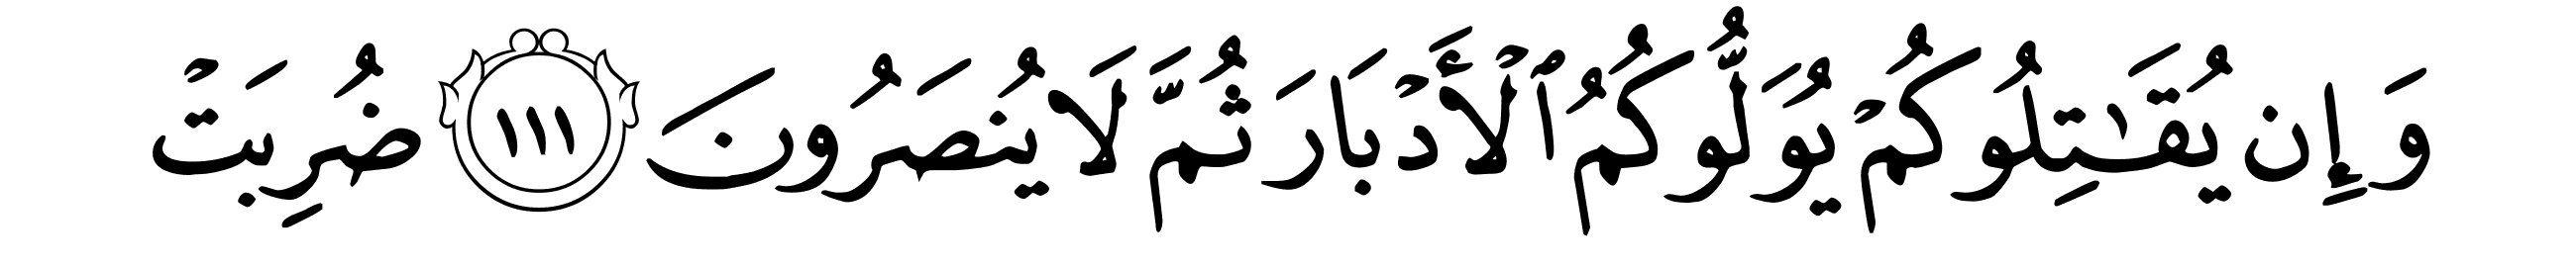 وَإِن يُقَٰتِلُوكُمْ يُوَلُّوكُمُ ٱلْأَدْبَارَ ثُمَّ لَا يُنصَرُونَ ١١١ ضُرِبَتْ